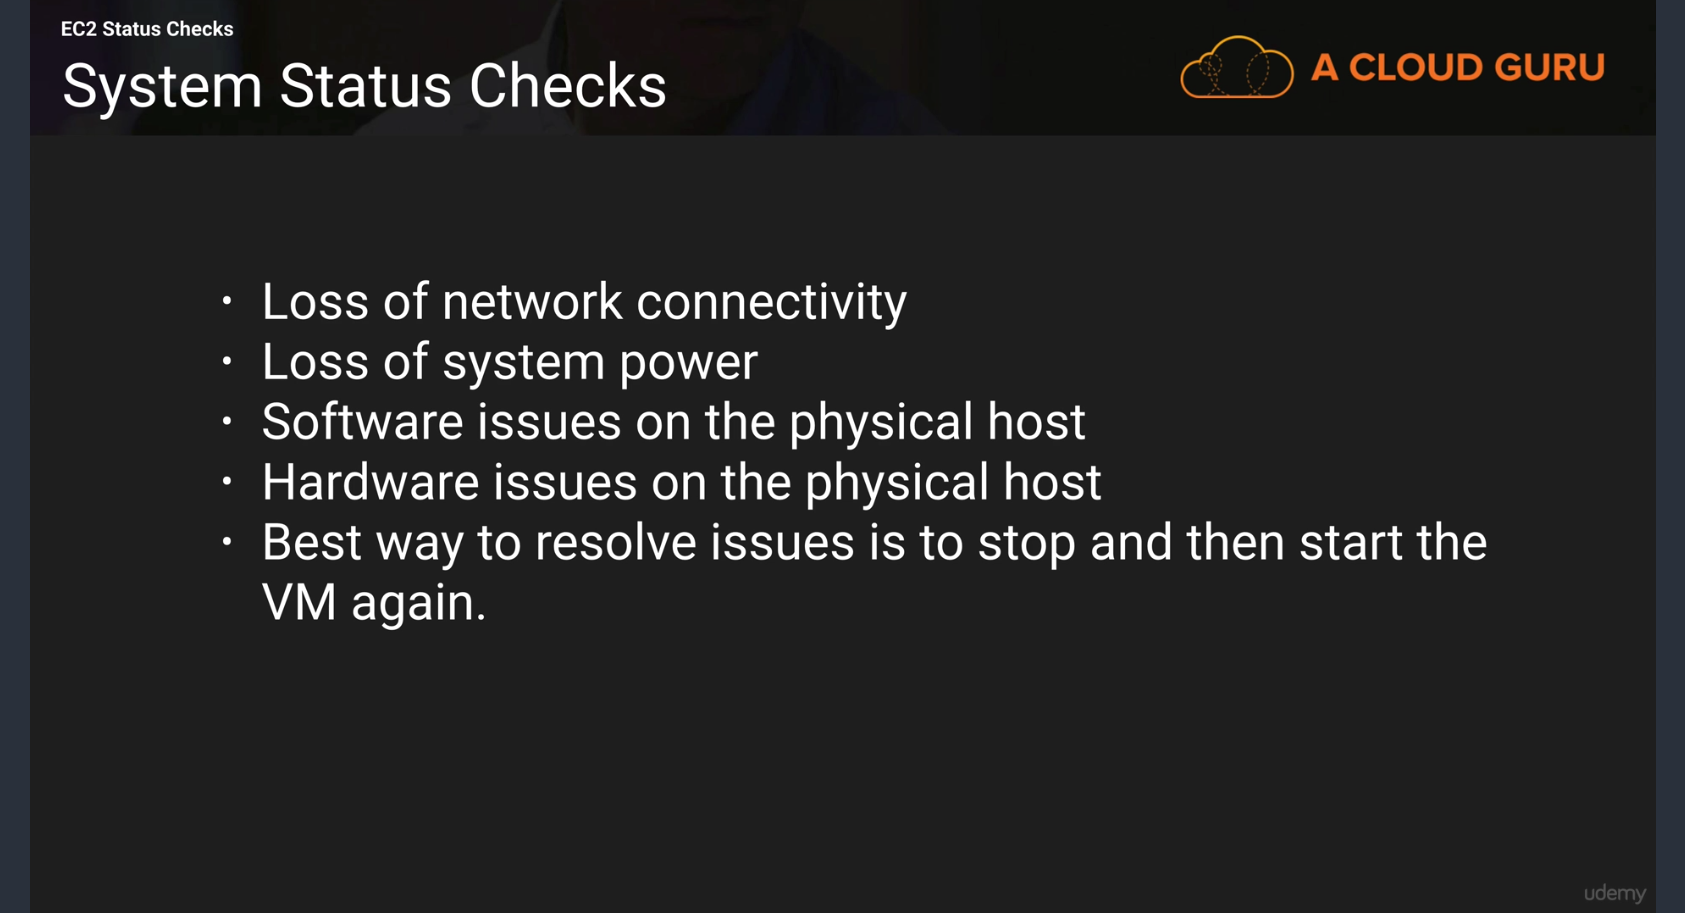 EC2 Status Checks
System Status Checks
A CLOUD GURU
• Loss of network connectivity
• Loss of system power
• Software issues on the physical host
• Hardware issues on the physical host
• Best way to resolve issues is to stop and then start the
VM again.
udemy